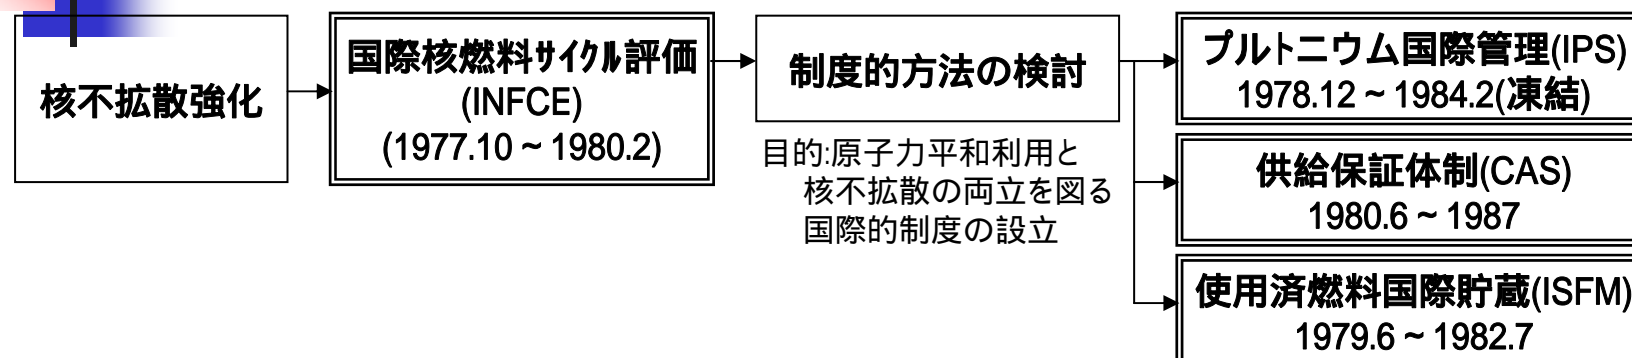 核不拡散強化
国際核燃料ｻｲｸﾙ評価
(INFCE)
(1977.10 ~ 1980.2)
制度的方法の検討
目的:原子力平和利用と
核不拡散の両立を図る
国際的制度の設立
プルトニウム国際管理(IPS)
1978.12 ~ 1984.2(凍結)
供給保証体制(CAS)
1980.6 ~ 1987
使用済燃料国際貯蔵(ISFM)
1979.6 ~ 1982.7